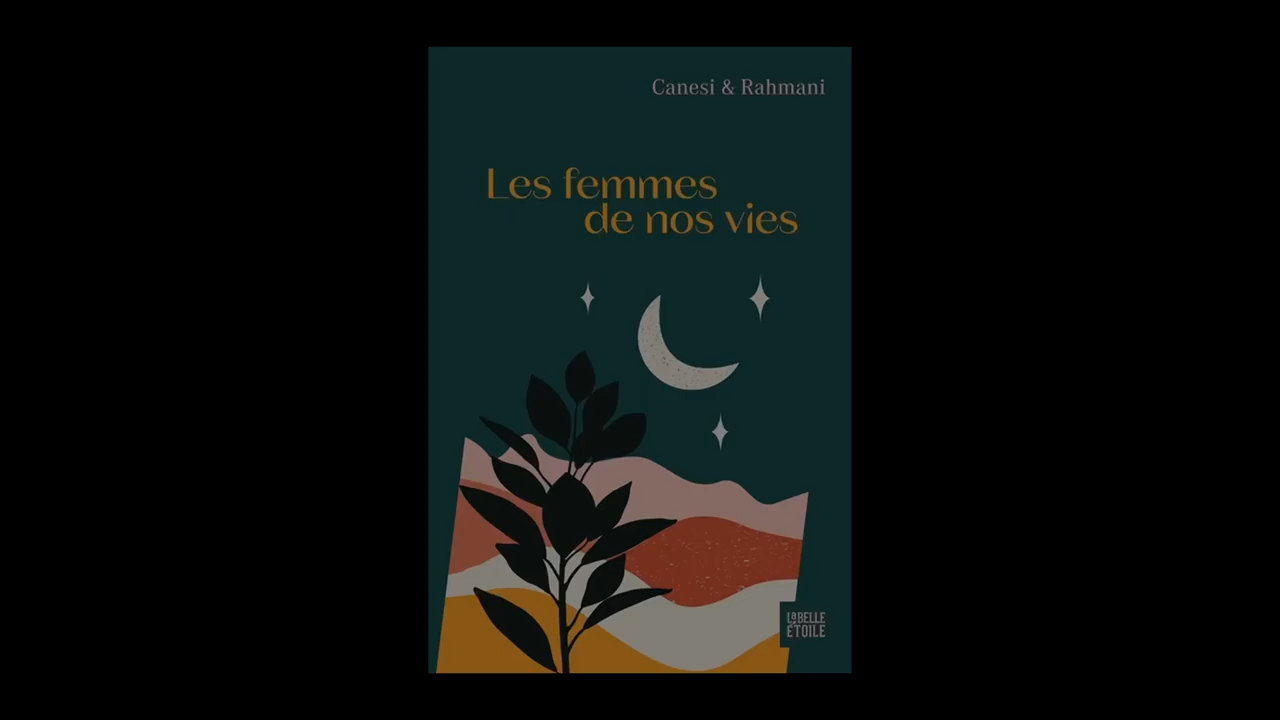 Canesi & Rahmani
Les femmes
de nos vies
La BELLE
ÉTOILE